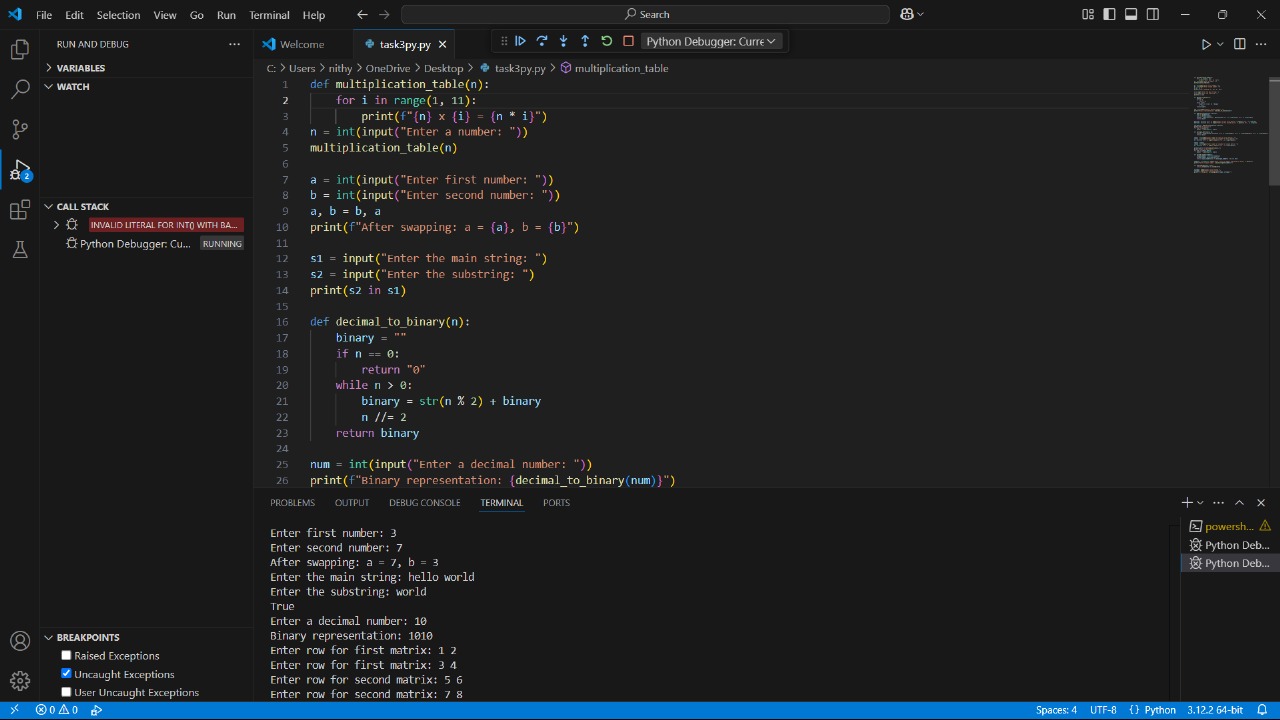 File Edit Selection View Go Run Terminal Help Search
RUN AND DEBUG
Welcome task3py.py Python Debugger: Curre
VARIABLES
C: > Users > nithy > OneDrive > Desktop > task3py.py > multiplication_table
WATCH
1 def multiplication_table(n):
2 for i in range(1, 11):
3 print(f"{n} x {i} = {n * i}")
4 n = int(input("Enter a number: "))
5 multiplication_table(n)
6
7 a = int(input("Enter first number: "))
8 b = int(input("Enter second number: "))
9 a, b = b, a
10 print(f"After swapping: a = {a}, b = {b}")
11
12 s1 = input("Enter the main string: ")
13 s2 = input("Enter the substring: ")
14 print(s2 in s1)
15
16 def decimal_to_binary(n):
17 binary = ""
18 if n == 0:
19 return "0"
20 while n > 0:
21 binary = str(n % 2) + binary
22 n //= 2
23 return binary
24
25 num = int(input("Enter a decimal number: "))
26 print(f"Binary representation: {decimal_to_binary(num)}")
CALL STACK
INVALID LITERAL FOR INT() WITH BA...
Python Debugger: Cu... RUNNING
2
PROBLEMS OUTPUT DEBUG CONSOLE TERMINAL PORTS
Enter first number: 3
Enter second number: 7
After swapping: a = 7, b = 3
Enter the main string: hello world
Enter the substring: world
True
Enter a decimal number: 10
Binary representation: 1010
Enter row for first matrix: 1 2
Enter row for first matrix: 3 4
Enter row for second matrix: 5 6
Enter row for second matrix: 7 8
powersh...
Python Deb...
Python Deb...
BREAKPOINTS
Raised Exceptions
Uncaught Exceptions
User Uncaught Exceptions
0 0 Spaces: 4 UTF-8 {} Python 3.12.2 64-bit